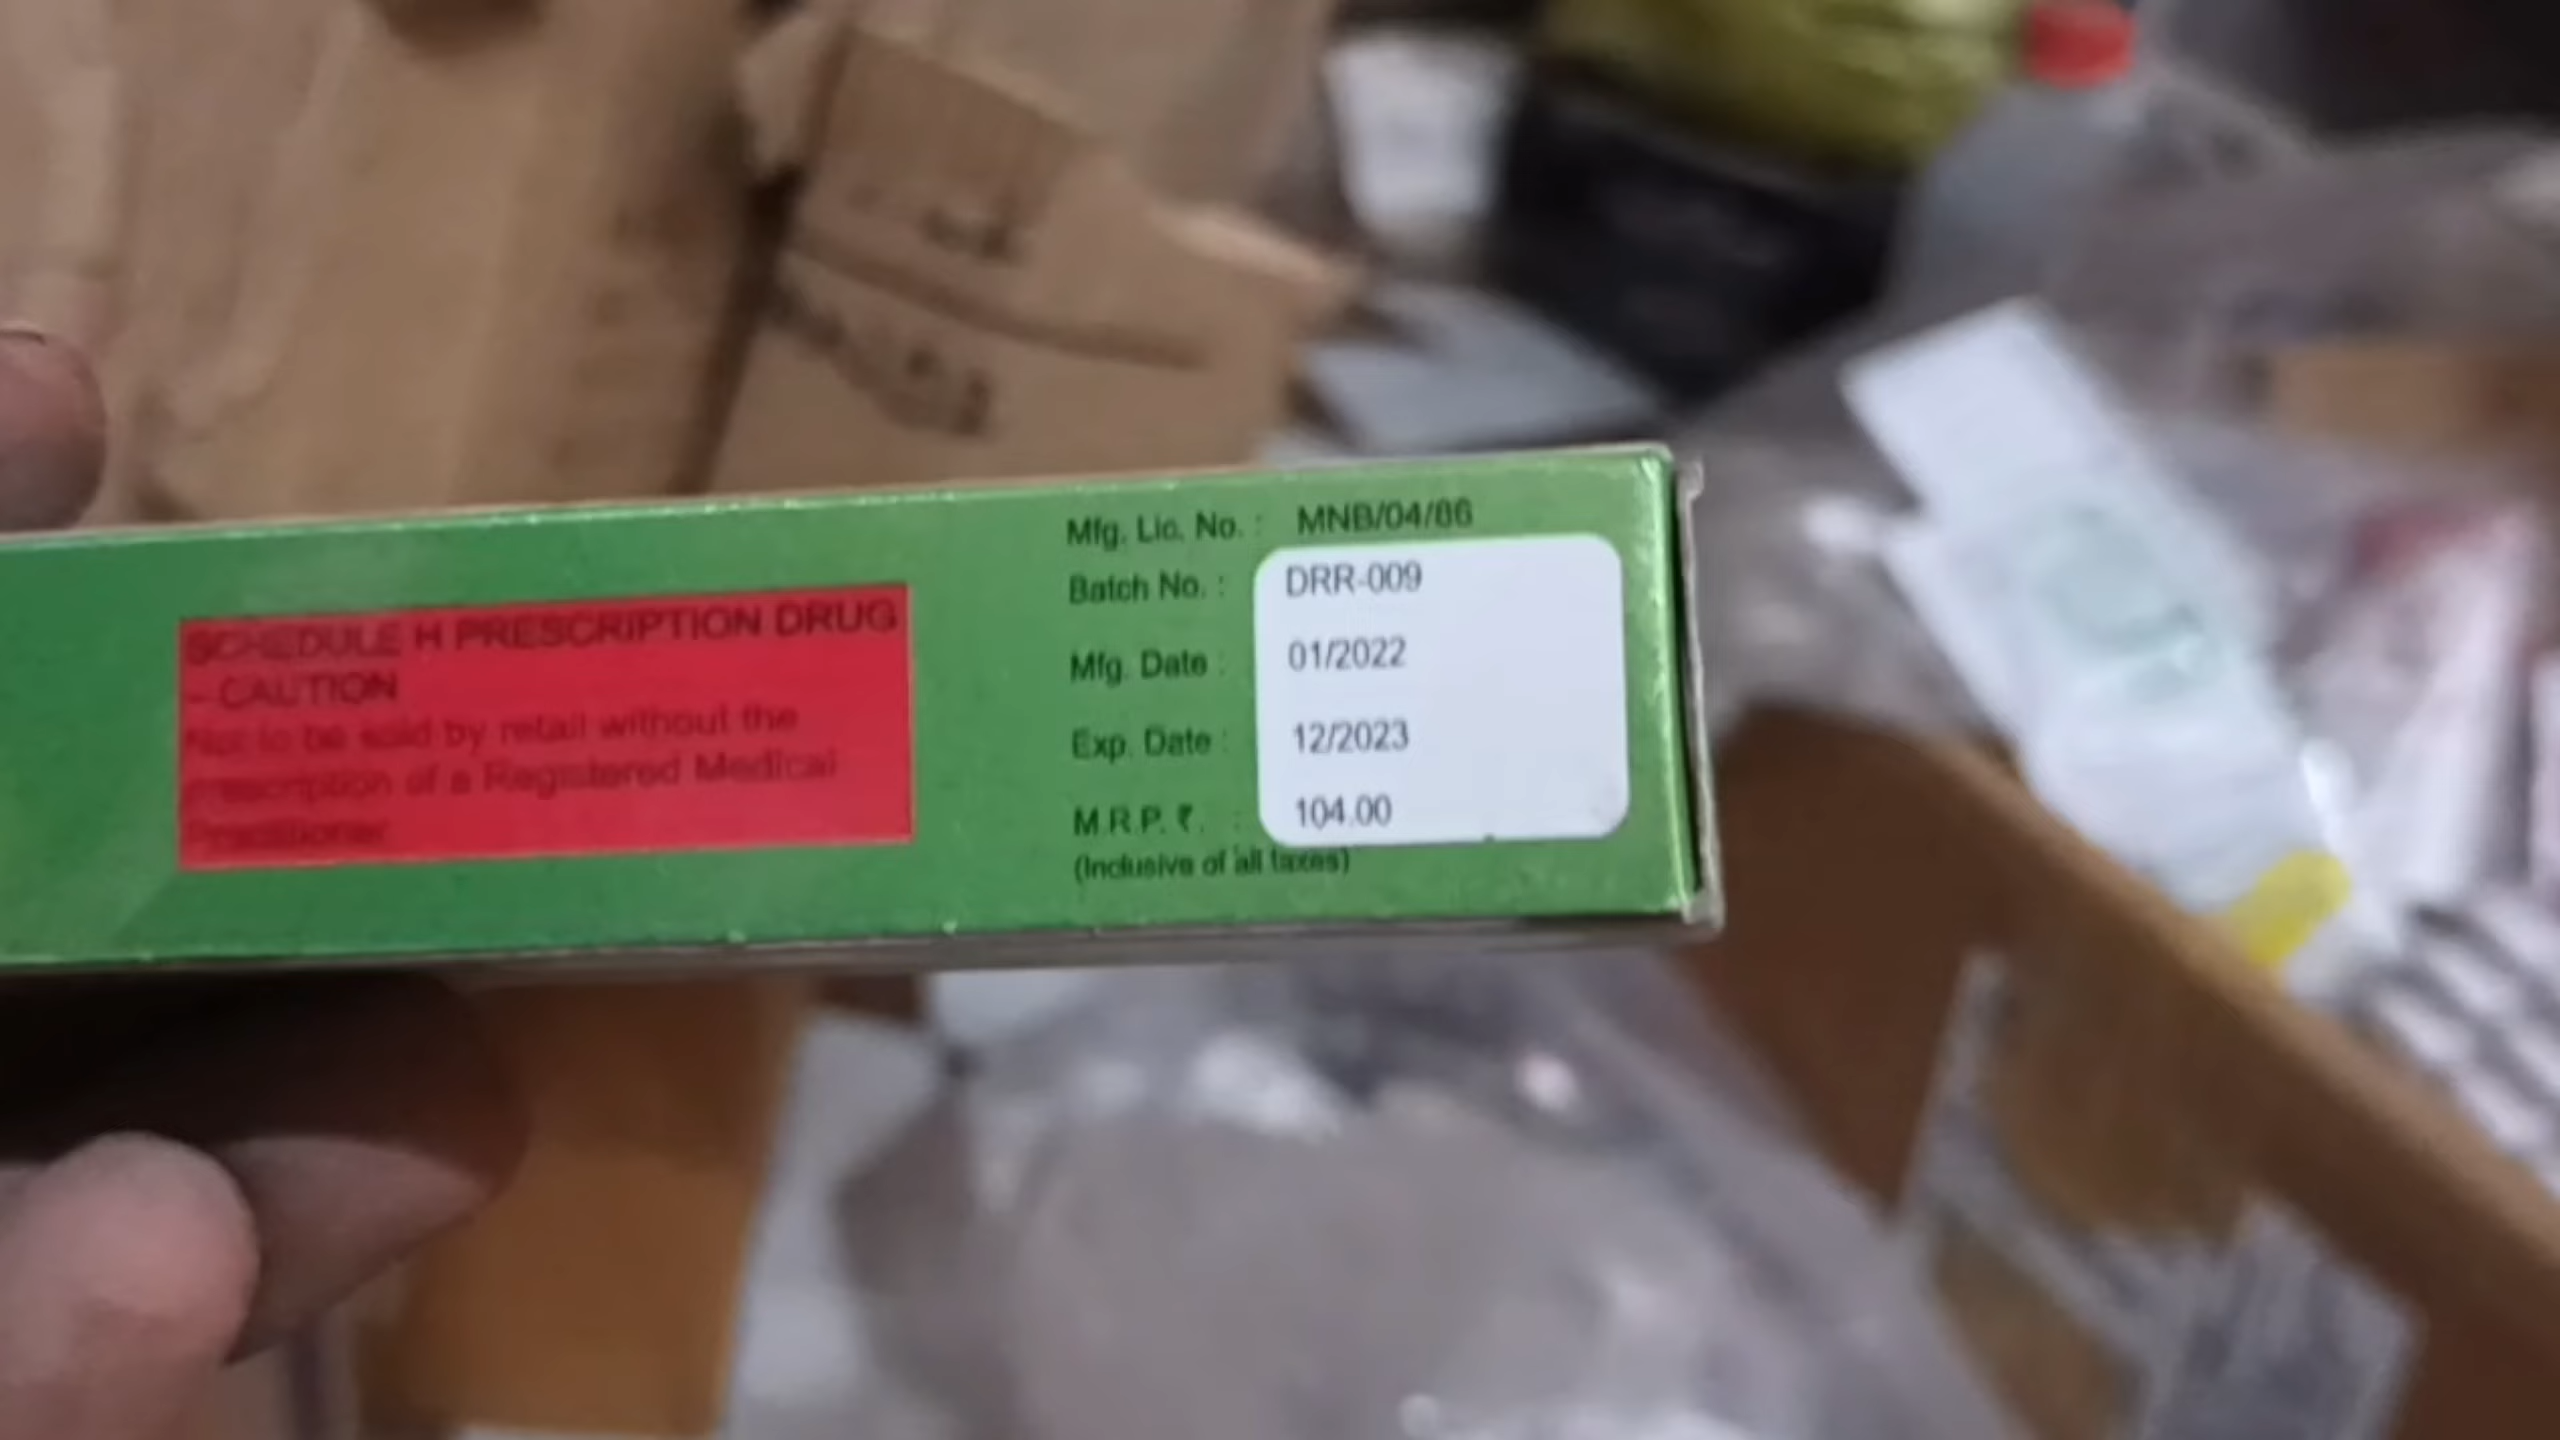 SCHEDULE H PRESCRIPTION DRUG
- CAUTION
Not to be sold by retail without the
prescription of a Registered Medical
Practitioner
Mfg. Lic. No. : MNB/04/86
Batch No. : DRR-009
Mfg. Date : 01/2022
Exp. Date : 12/2023
M.R.P. ₹. : 104.00
(Inclusive of all taxes)